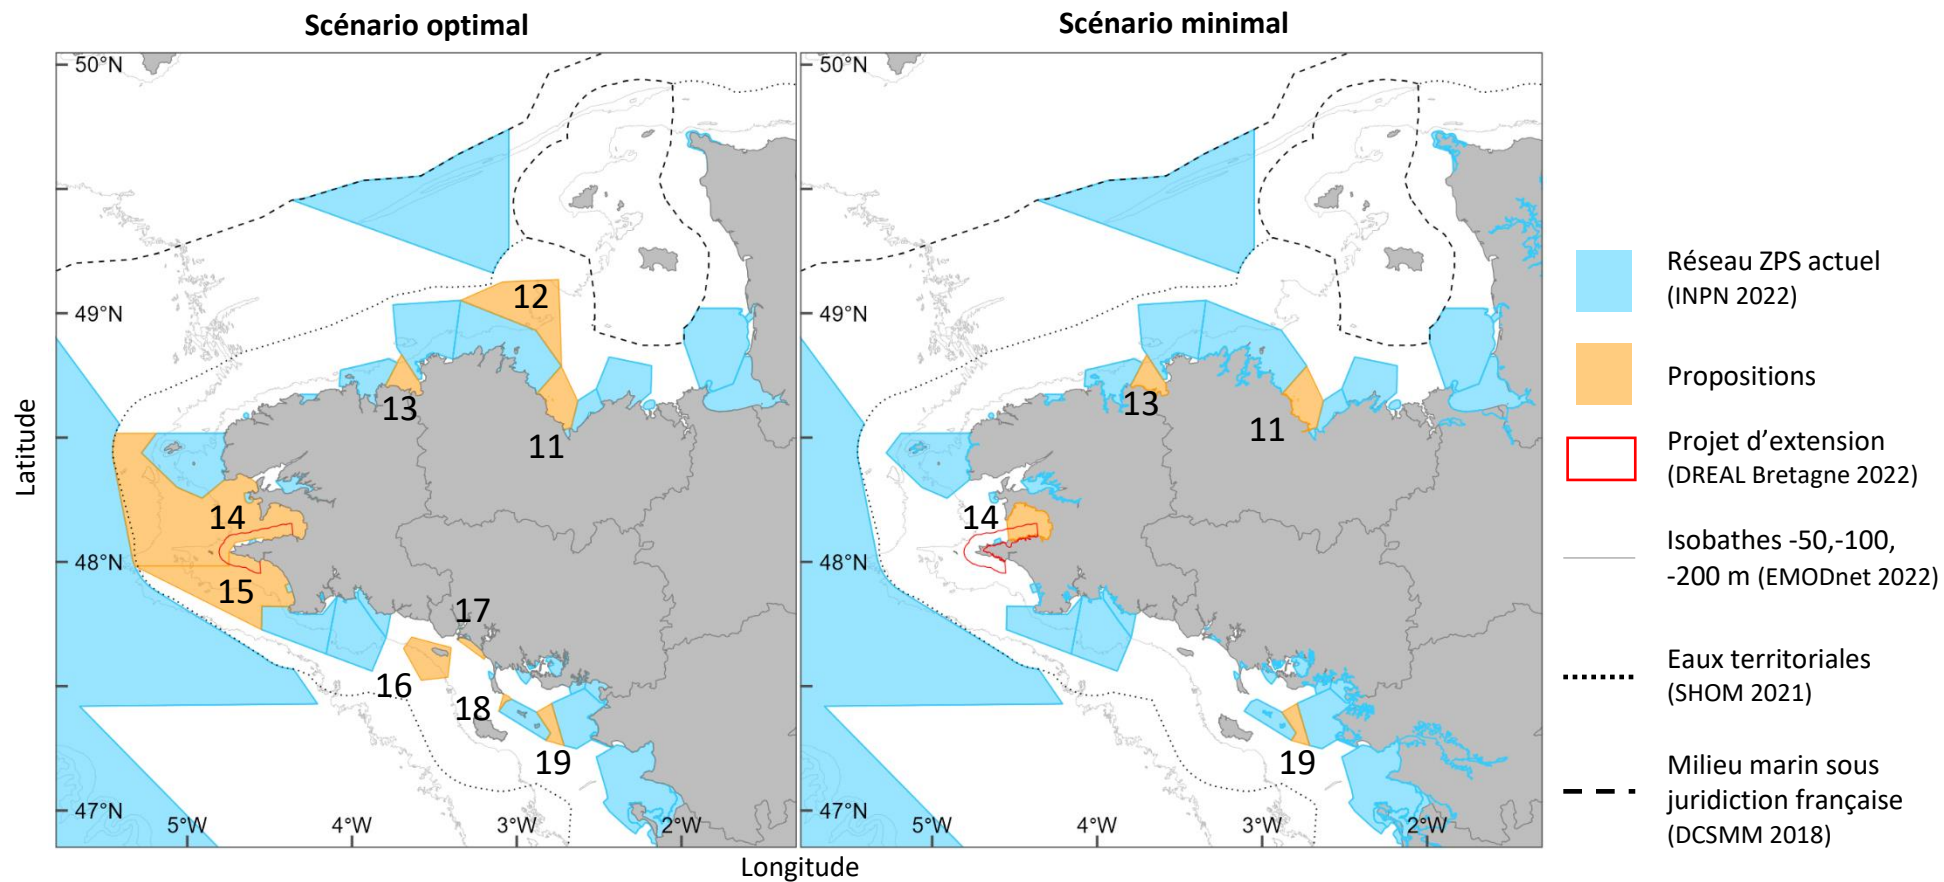 Scénario optimal
Scénario minimal
50°N
49°N
48°N
47°N
5°W
4°W
3°W
2°W
12
13
11
14
15
17
16
18
19
50°N
49°N
48°N
47°N
5°W
4°W
3°W
2°W
13
11
14
19
Latitude
Longitude
Réseau ZPS actuel
(INPN 2022)
Propositions
Projet d’extension
(DREAL Bretagne 2022)
Isobathes -50,-100,
-200 m (EMODnet 2022)
Eaux territoriales
(SHOM 2021)
Milieu marin sous
juridiction française
(DCSMM 2018)